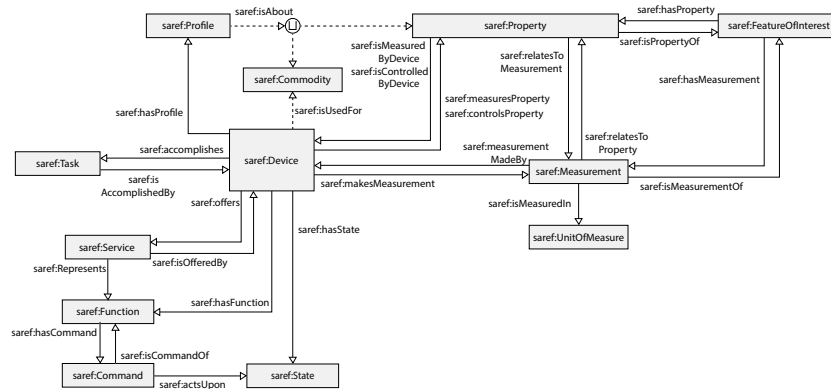 saref:isAbout
saref:hasProperty
saref:Profile
saref:Property
saref:FeatureOfInterest
saref:isPropertyOf
saref:isMeasured
ByDevice
saref:isControlled
ByDevice
saref:relatesTo
Measurement
saref:hasMeasurement
saref:Commodity
saref:hasProfile
saref:isUsedFor
saref:measuresProperty
saref:controlsProperty
saref:relatesTo
Property
saref:accomplishes
saref:Device
saref:measurement
MadeBy
saref:Task
saref:Measurement
saref:is
AccomplishedBy
saref:makesMeasurement
saref:isMeasurementOf
saref:offers
saref:isMeasuredIn
saref:hasState
saref:Service
saref:UnitOfMeasure
saref:isOfferedBy
saref:Represents
saref:hasFunction
saref:Function
saref:hasCommand
saref:isCommandOf
saref:Command
saref:State
saref:actsUpon